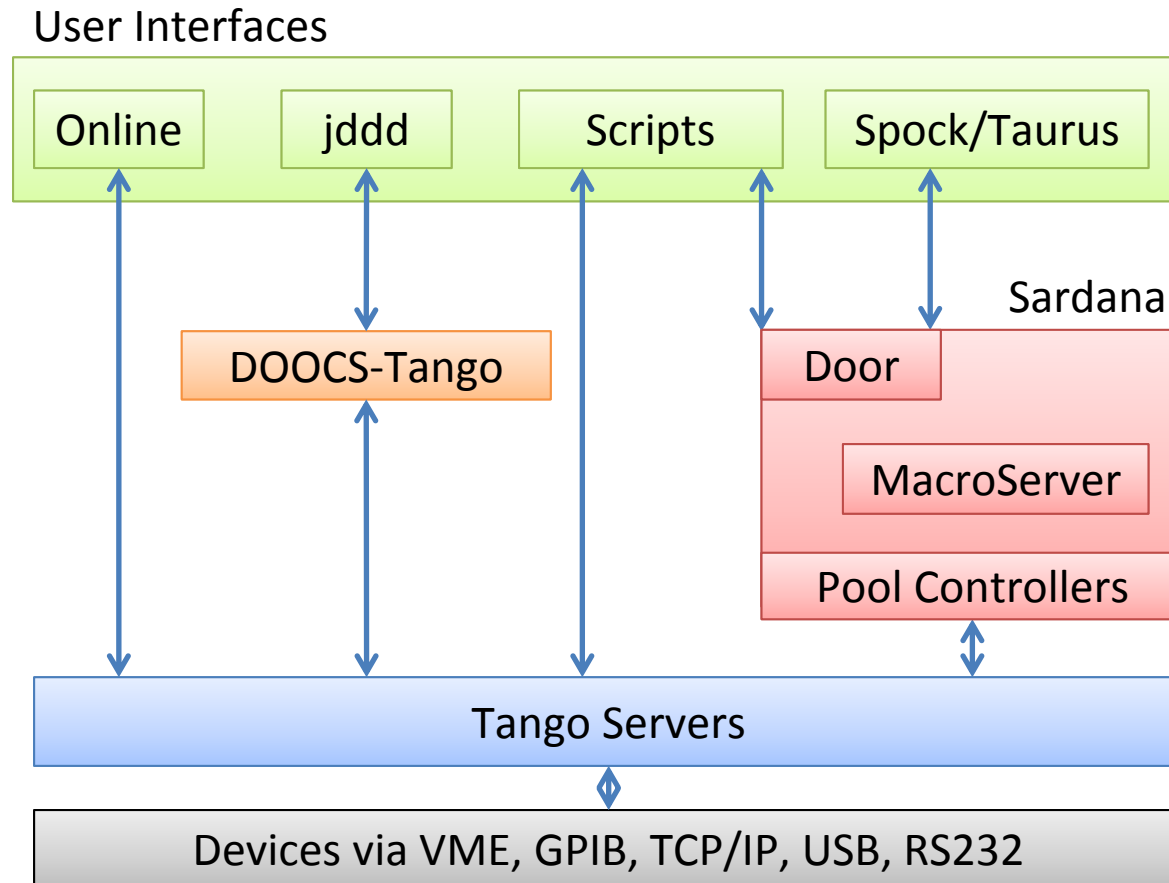 User Interfaces
Online
jddd
Scripts
Spock/Taurus
Sardana
DOOCS-Tango
Door
MacroServer
Pool Controllers
Tango Servers
Devices via VME, GPIB, TCP/IP, USB, RS232